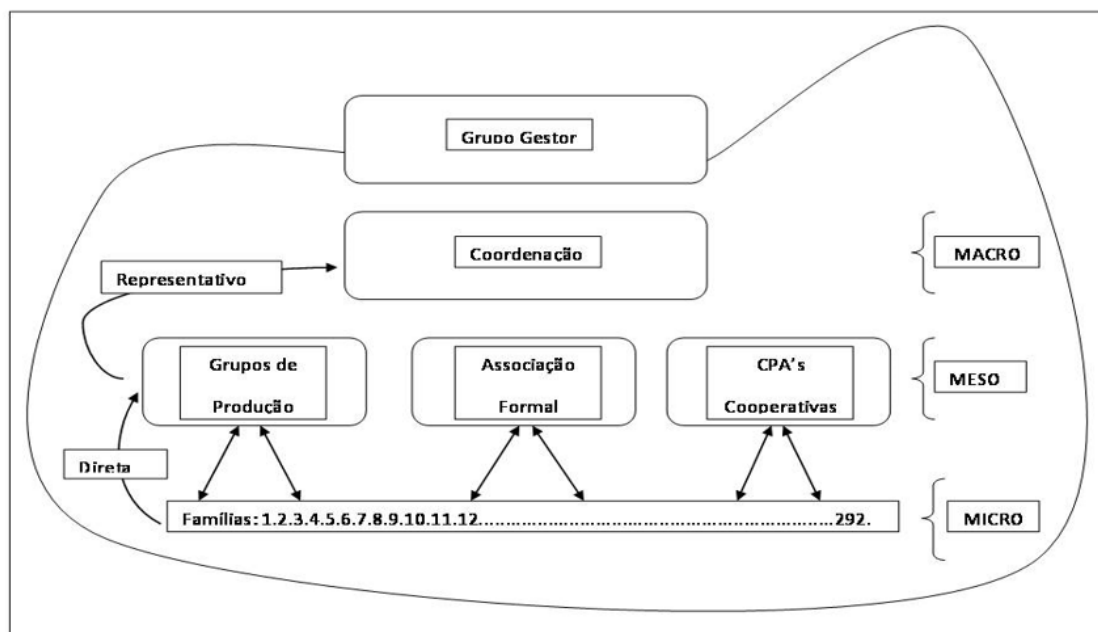 Grupo Gestor
Coordenação
MACRO
Representativo
Grupos de
Produção
Associação
Formal
CPA's
Cooperativas
MESO
Direta
Famílias: 1.2.3.4.5.6.7.8.9.10.11.12....................................................................292.
MICRO